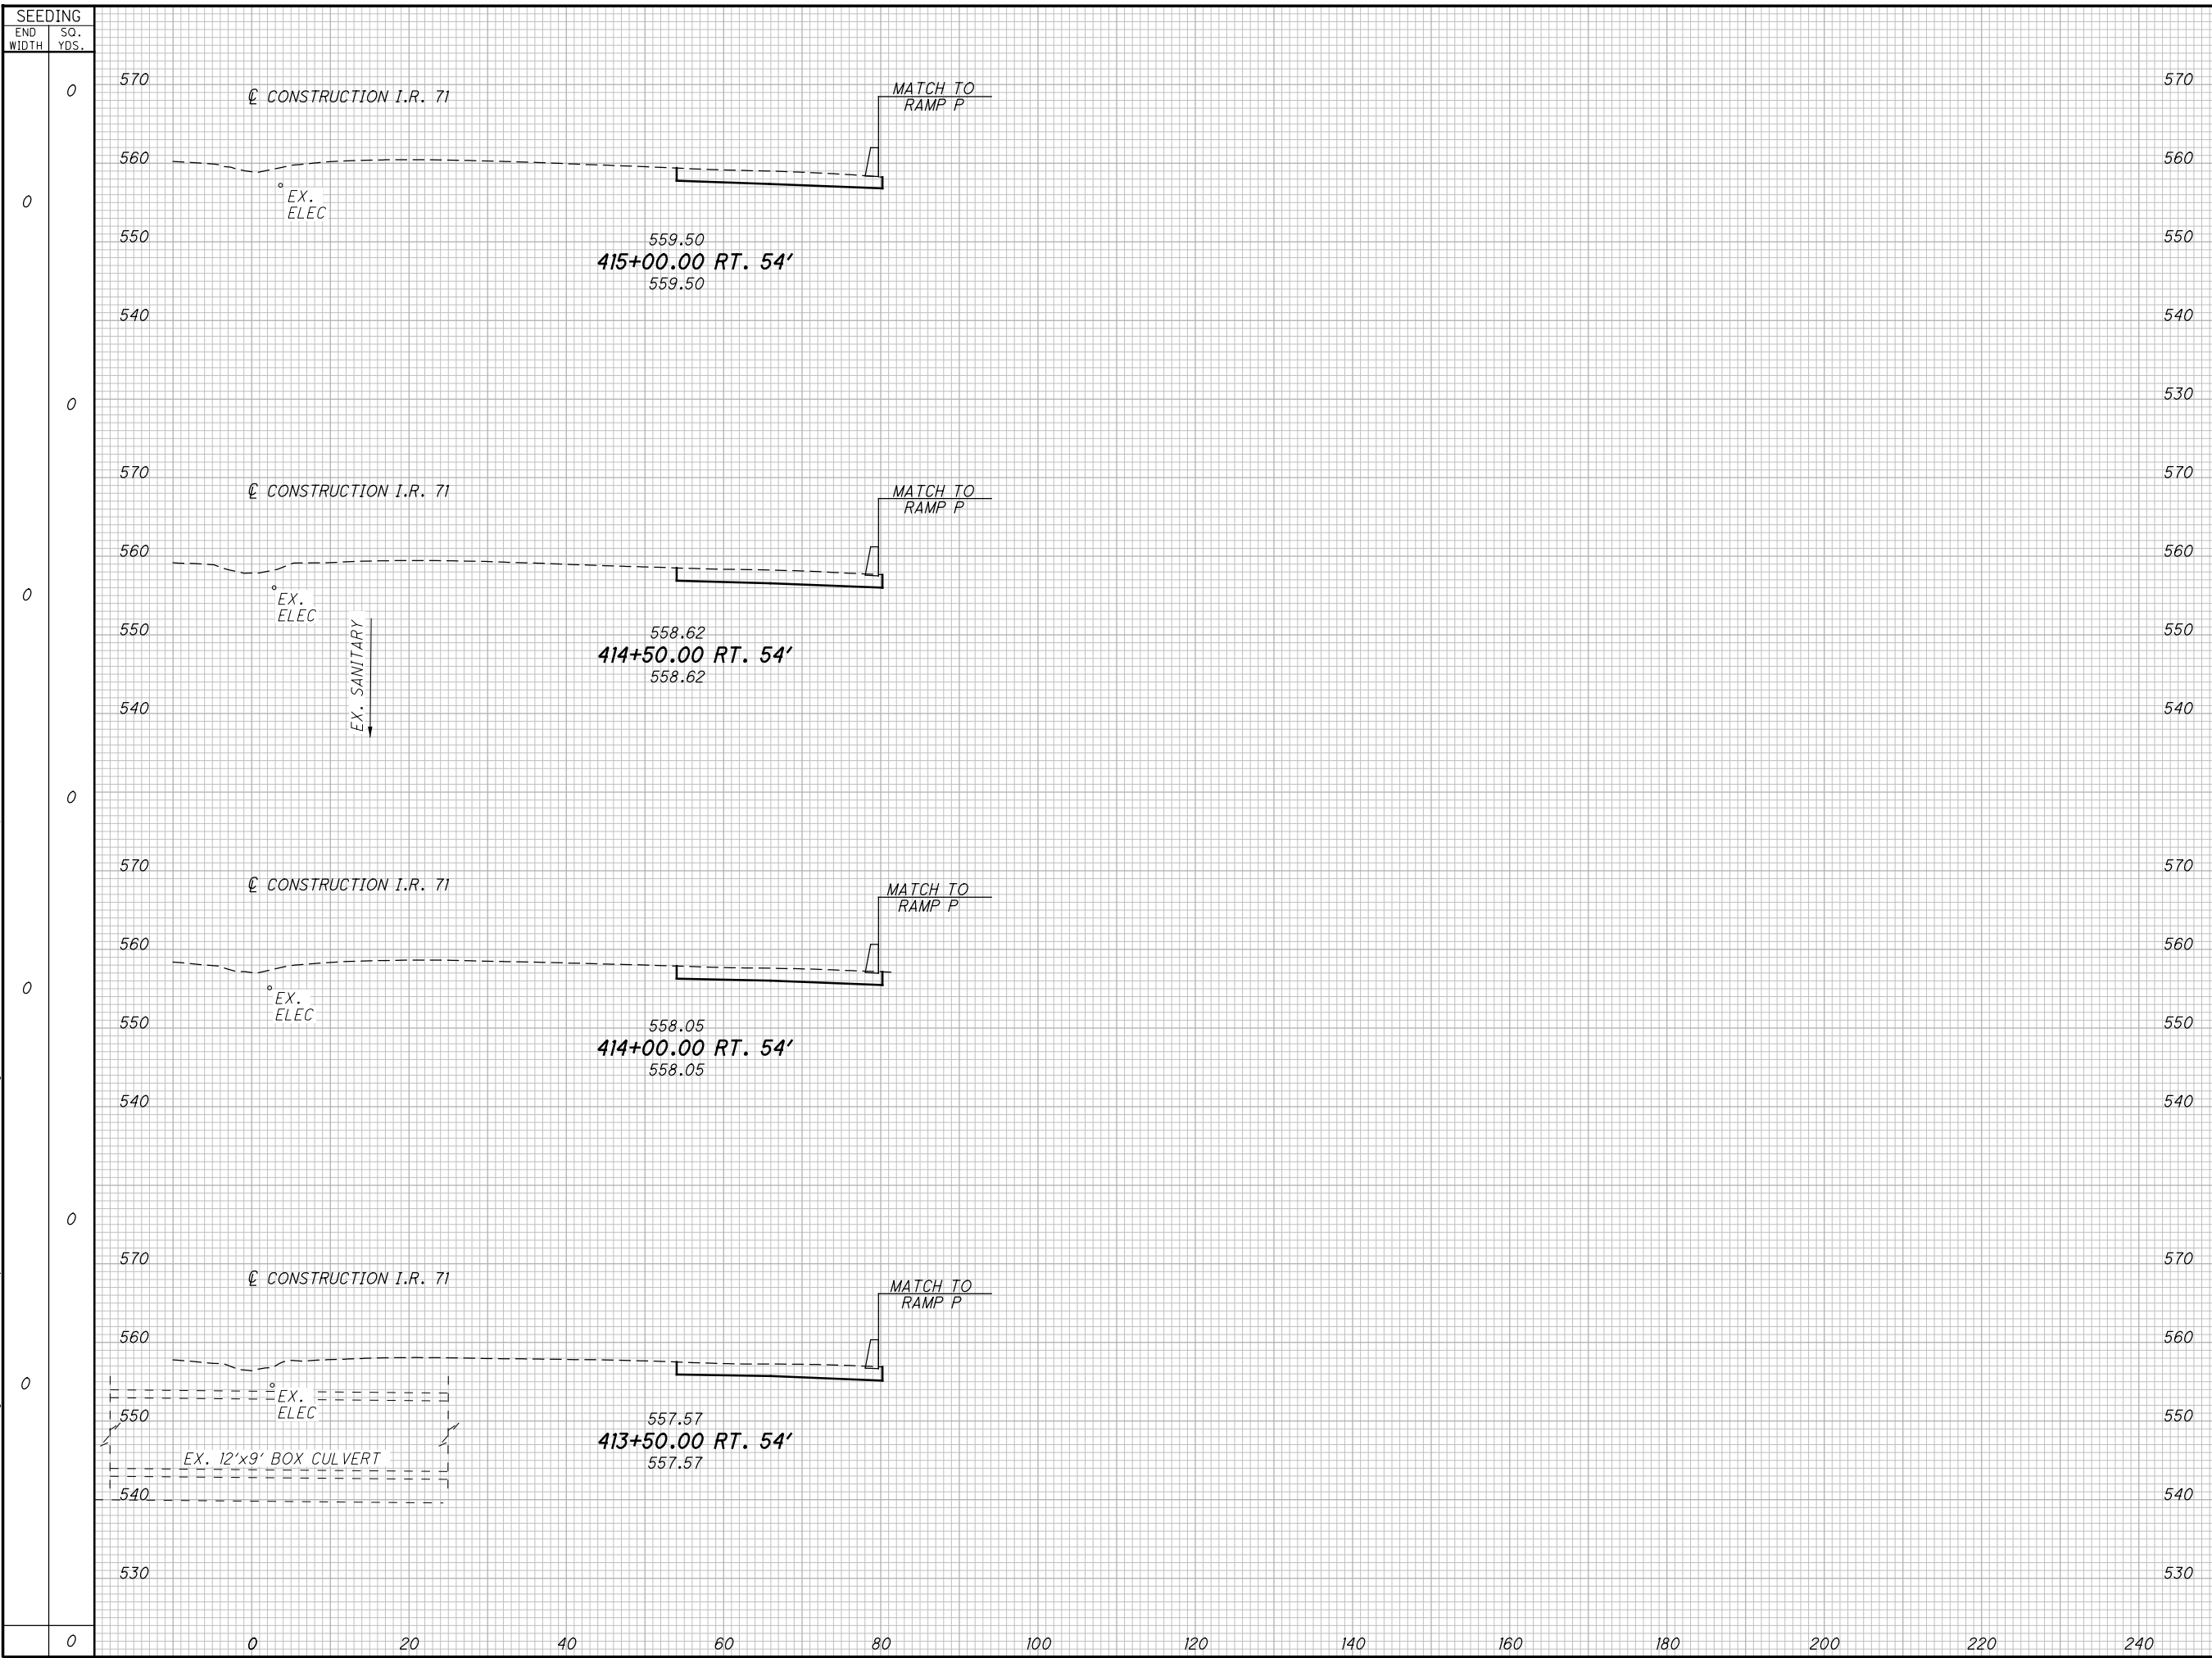 SEEDING
END WIDTH
SQ. YDS.
0
570
570
℄ CONSTRUCTION I.R. 71
MATCH TO
RAMP P
560
560
EX.
ELEC
0
550
550
559.50
415+00.00 RT. 54'
559.50
540
540
0
530
570
570
℄ CONSTRUCTION I.R. 71
MATCH TO
RAMP P
560
560
EX.
ELEC
0
550
550
EX. SANITARY
558.62
414+50.00 RT. 54'
558.62
540
540
0
570
570
℄ CONSTRUCTION I.R. 71
MATCH TO
RAMP P
560
560
EX.
ELEC
0
550
550
558.05
414+00.00 RT. 54'
558.05
540
540
0
570
570
℄ CONSTRUCTION I.R. 71
MATCH TO
RAMP P
560
560
0
EX.
ELEC
550
550
557.57
413+50.00 RT. 54'
557.57
EX. 12'x9' BOX CULVERT
540
540
530
530
0
0 20 40 60 80 100 120 140 160 180 200 220 240